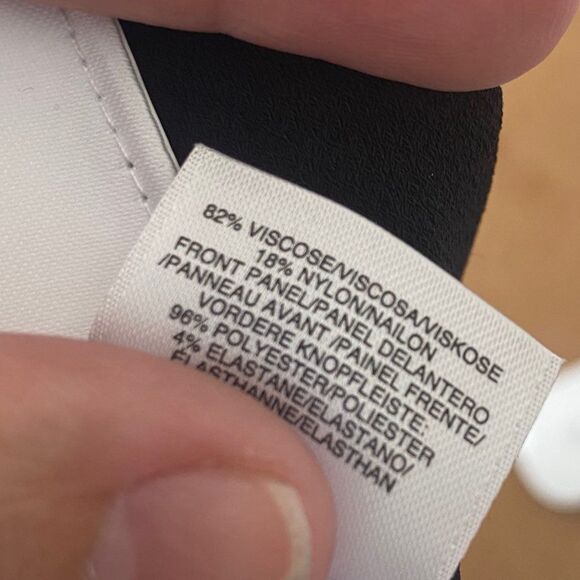 82% VISCOSE/VISCOSA/VISKOSE
18% NYLON/NAILON
FRONT PANEL/PANEL DELANTERO
/PANNEAU AVANT /PAINEL FRENTE/
VORDERE KNOPFLEISTE:
96% POLYESTER/POLIESTER
4% ELASTANE/ELASTANO/
ÉLASTHANNE/ELASTHAN